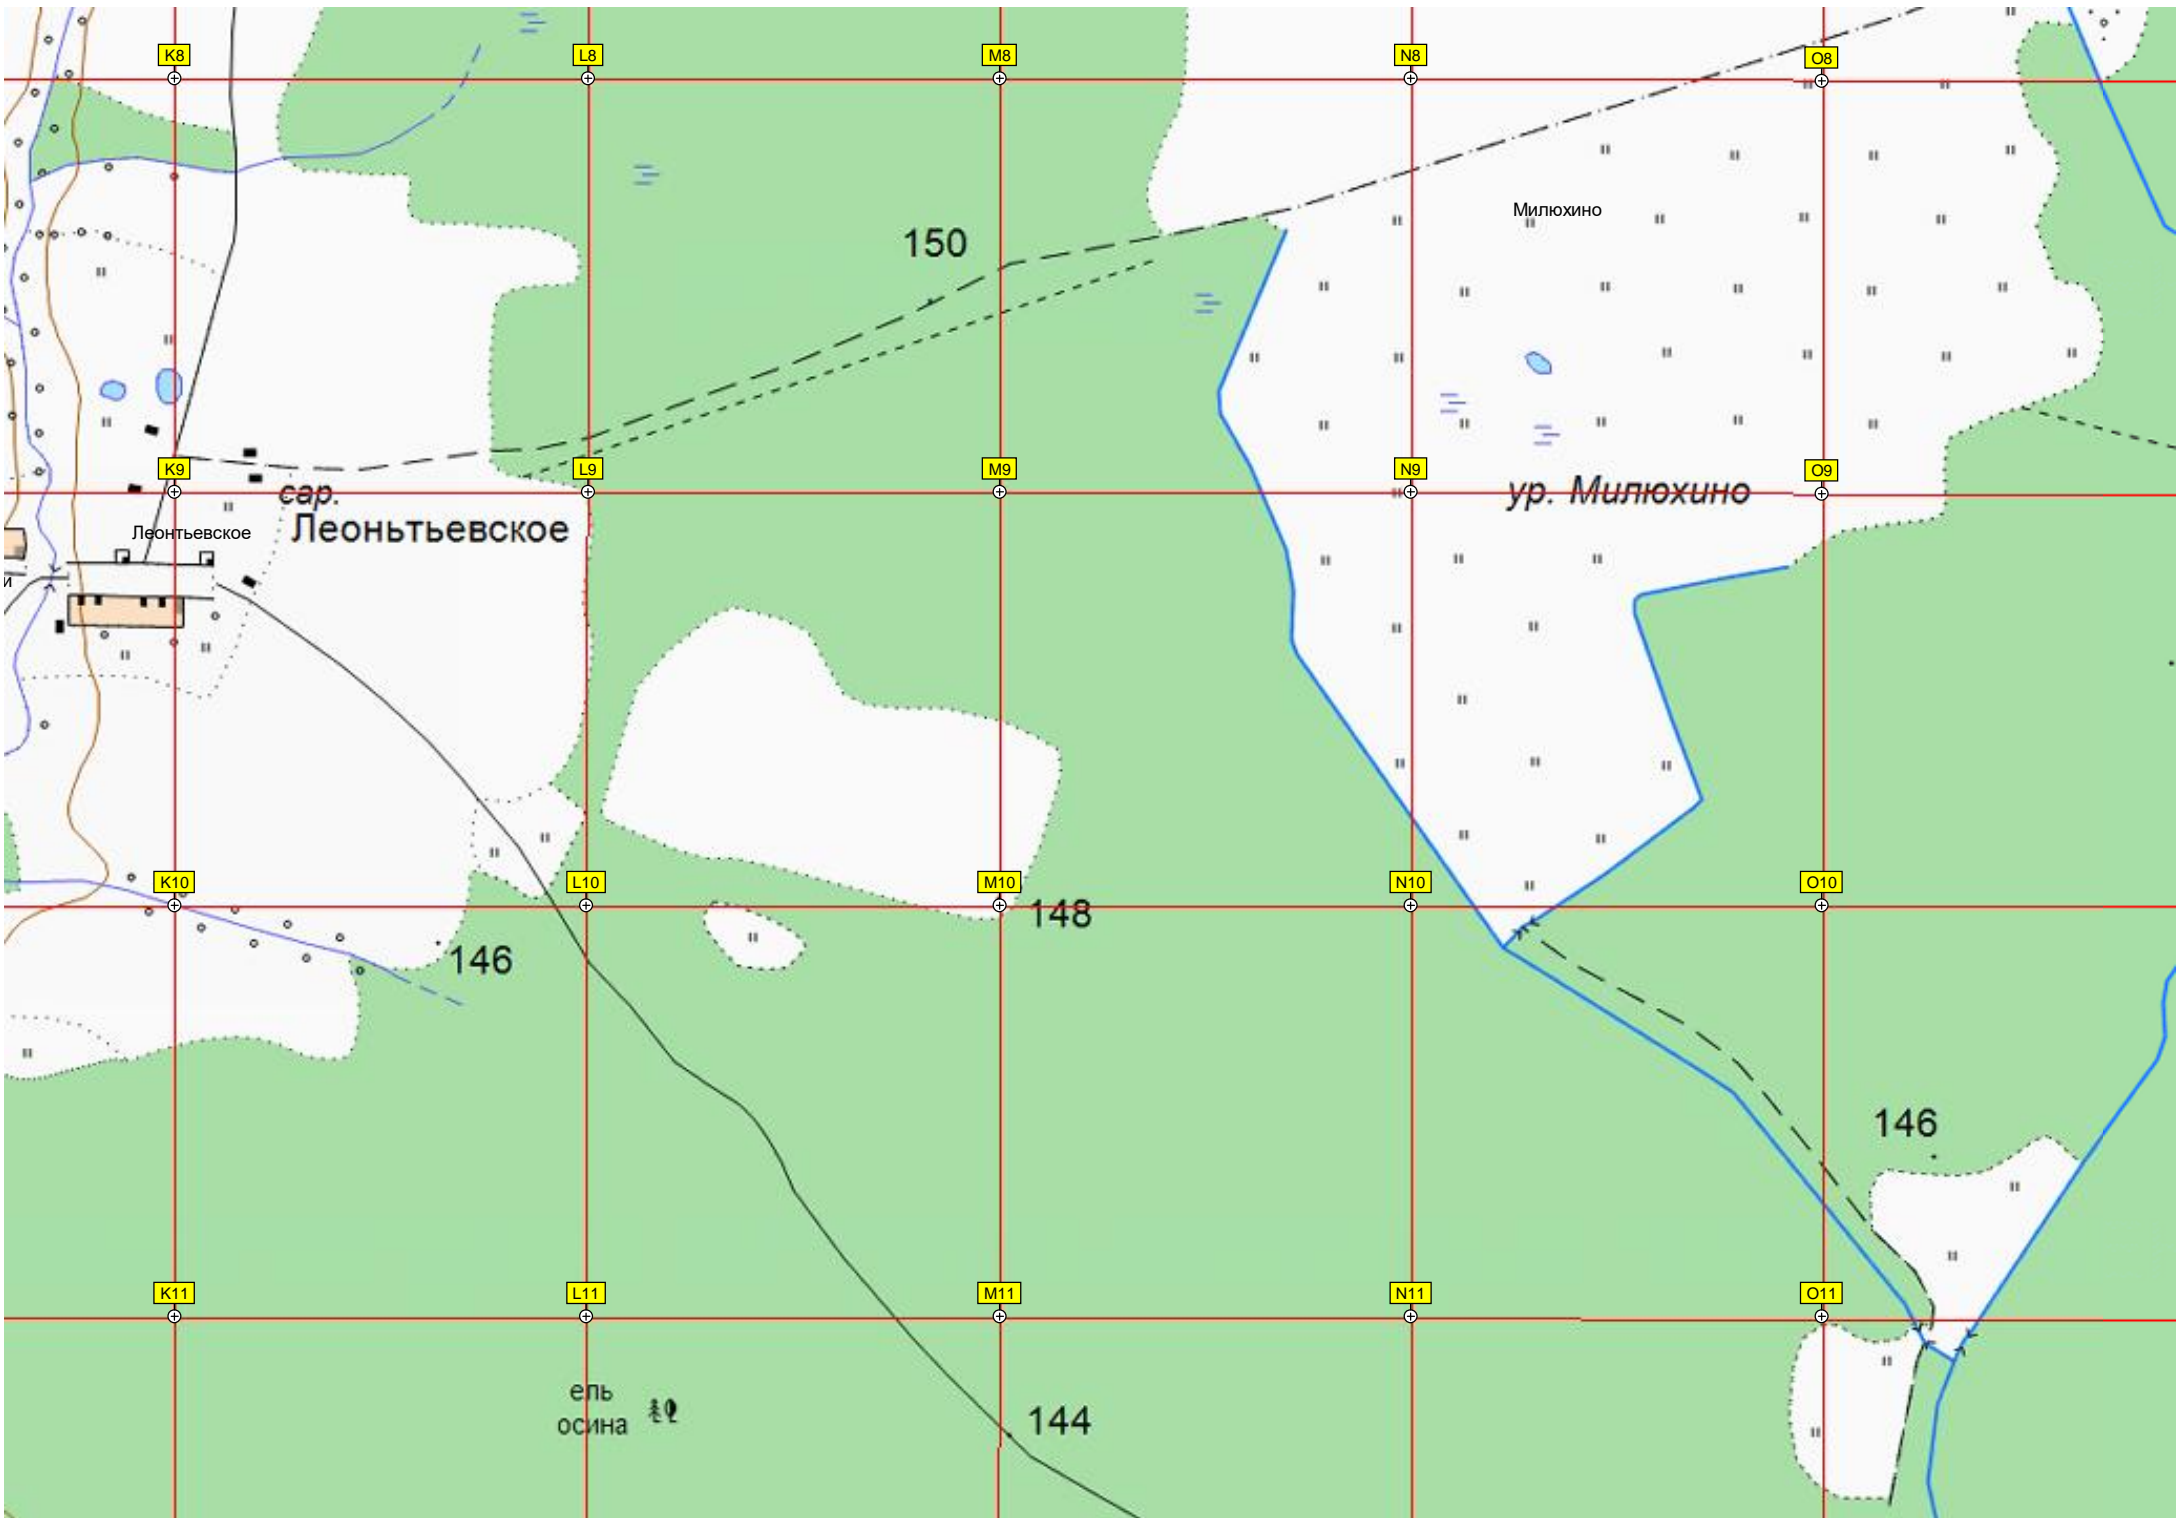 K8
L8
M8
N8
O8
Милюхино
150
K9
L9
M9
N9
O9
сар.
ур. Милюхино
Леонтьевское
Леоньтьевское
и
K10
L10
M10
N10
O10
148
146
146
K11
L11
M11
N11
O11
ель
осина
144